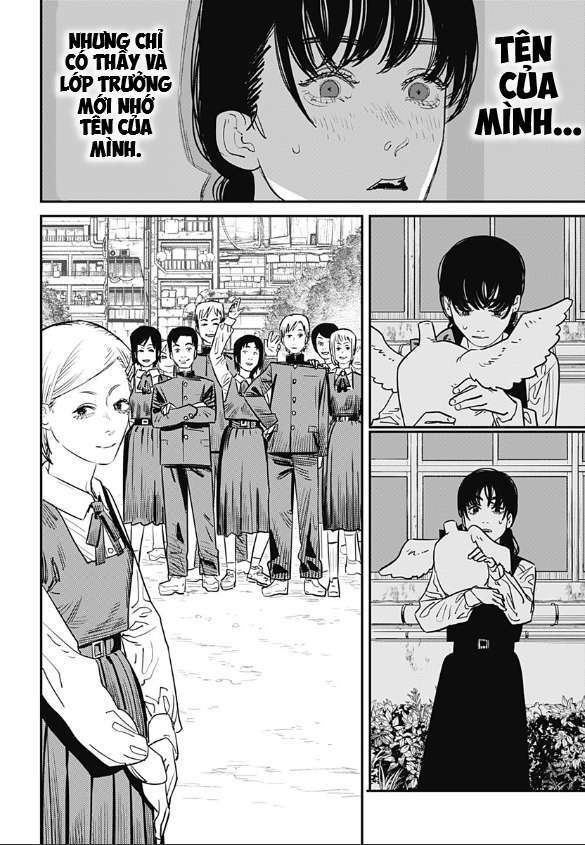 TÊN
CỦA
MÌNH...
NHƯNG CHỈ
CÓ THẦY VÀ
LỚP TRƯỞNG
MỚI NHỚ
TÊN CỦA
MÌNH.